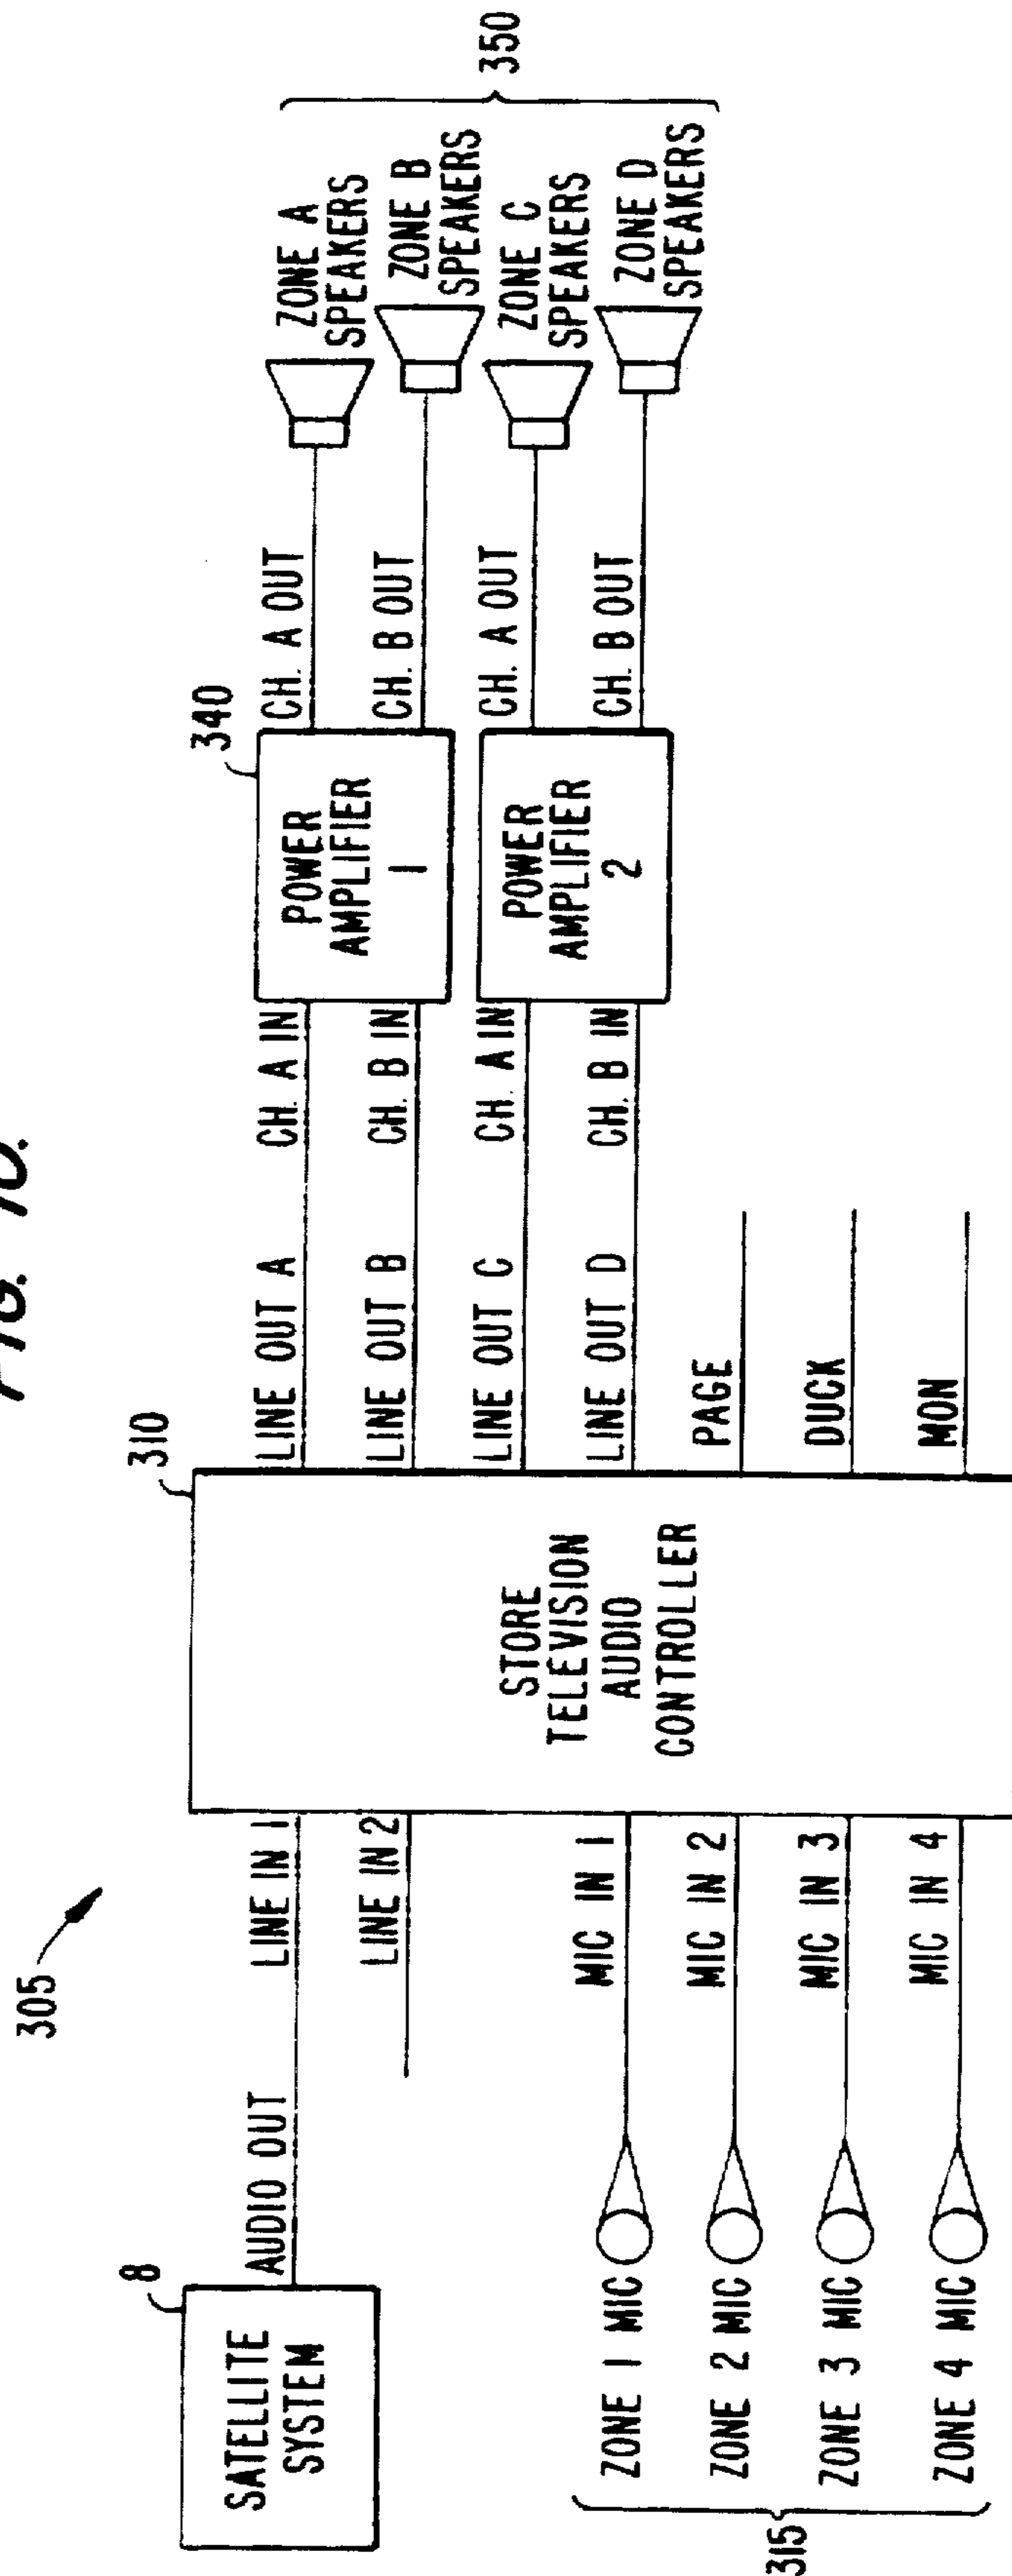 FIG. 10.
305
310
340
350
8
SATELLITE
SYSTEM
AUDIO OUT
LINE IN 1
LINE IN 2
315
ZONE 1 MIC
MIC IN 1
ZONE 2 MIC
MIC IN 2
ZONE 3 MIC
MIC IN 3
ZONE 4 MIC
MIC IN 4
STORE
TELEVISION
AUDIO
CONTROLLER
LINE OUT A
CH. A IN
LINE OUT B
CH. B IN
LINE OUT C
CH. A IN
LINE OUT D
CH. B IN
PAGE
DUCK
MON
POWER
AMPLIFIER
1
POWER
AMPLIFIER
2
CH. A OUT
CH. B OUT
CH. A OUT
CH. B OUT
ZONE A
SPEAKERS
ZONE B
SPEAKERS
ZONE C
SPEAKERS
ZONE D
SPEAKERS